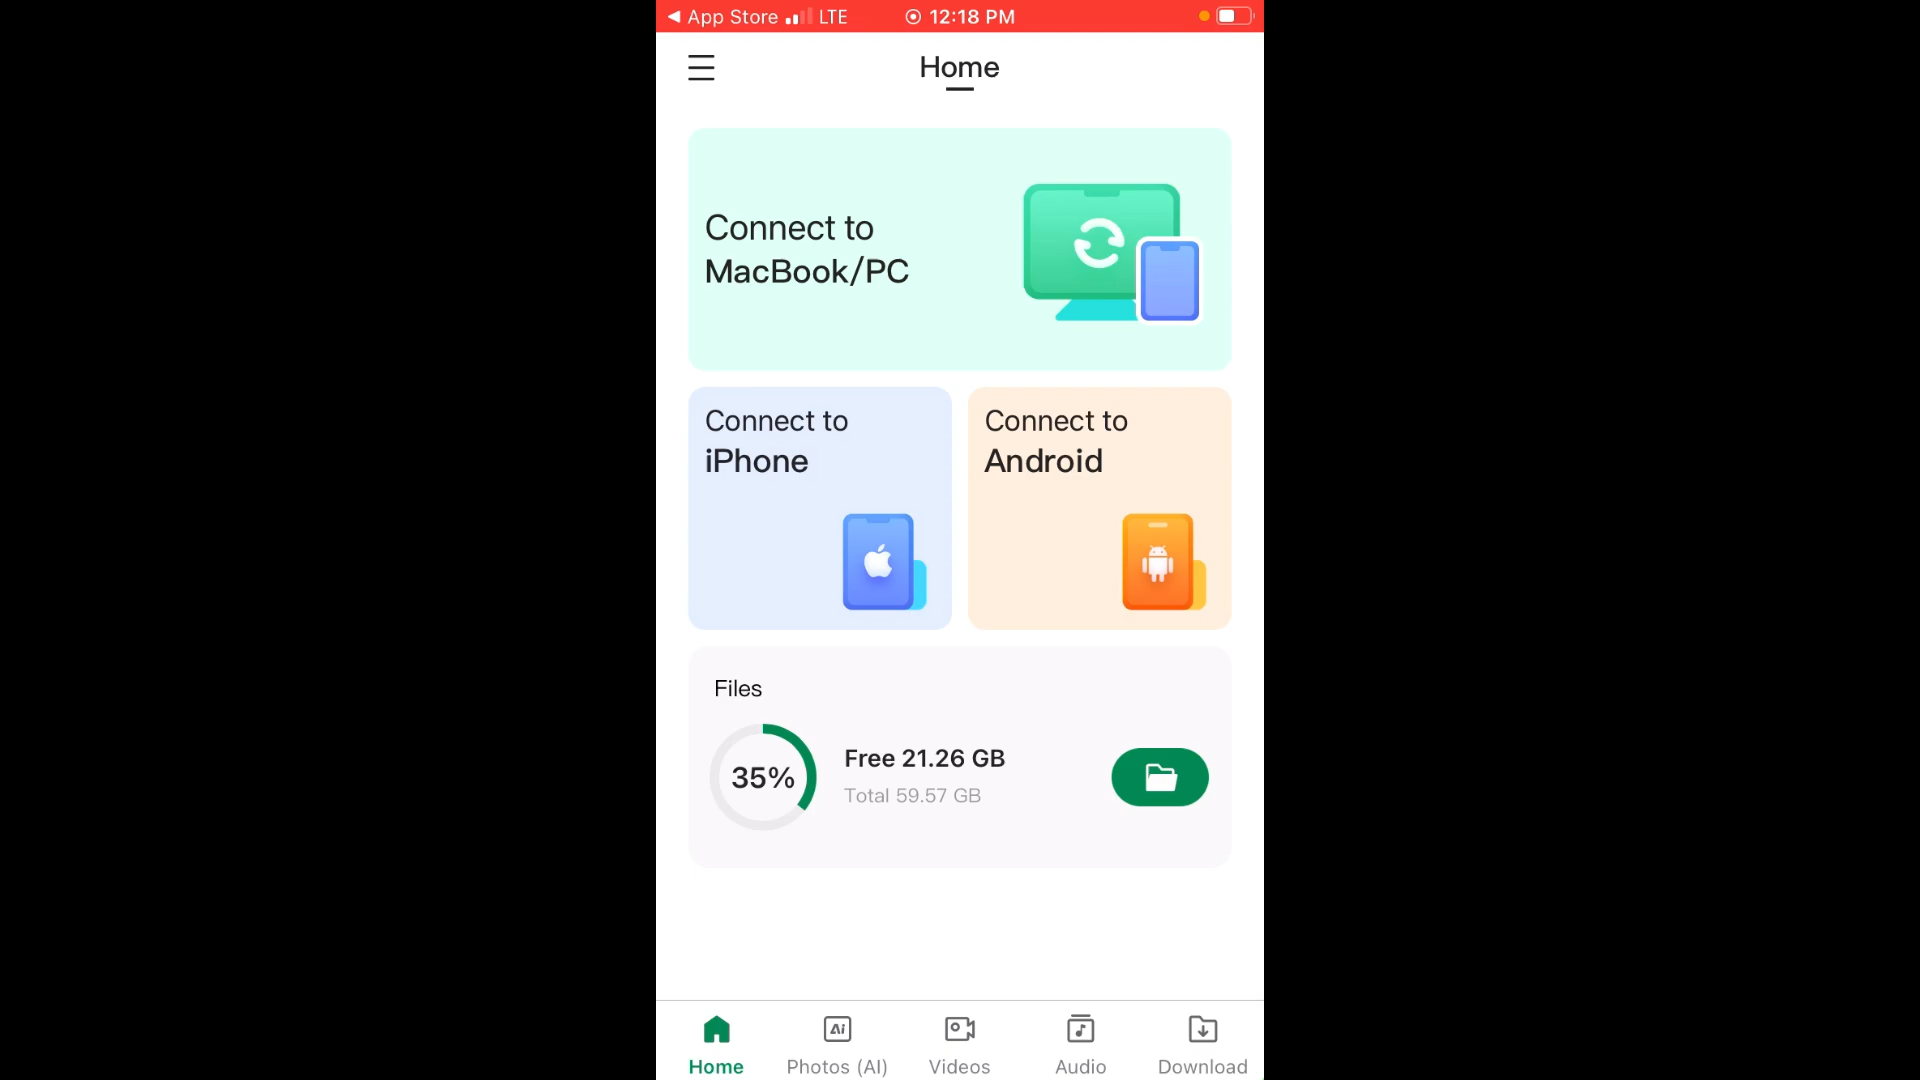 App Store LTE 12:18 PM
Home
Connect to
MacBook/PC
Connect to
iPhone
Connect to
Android
Files
35%
Free 21.26 GB
Total 59.57 GB
Ai
Home Photos (AI) Videos Audio Download